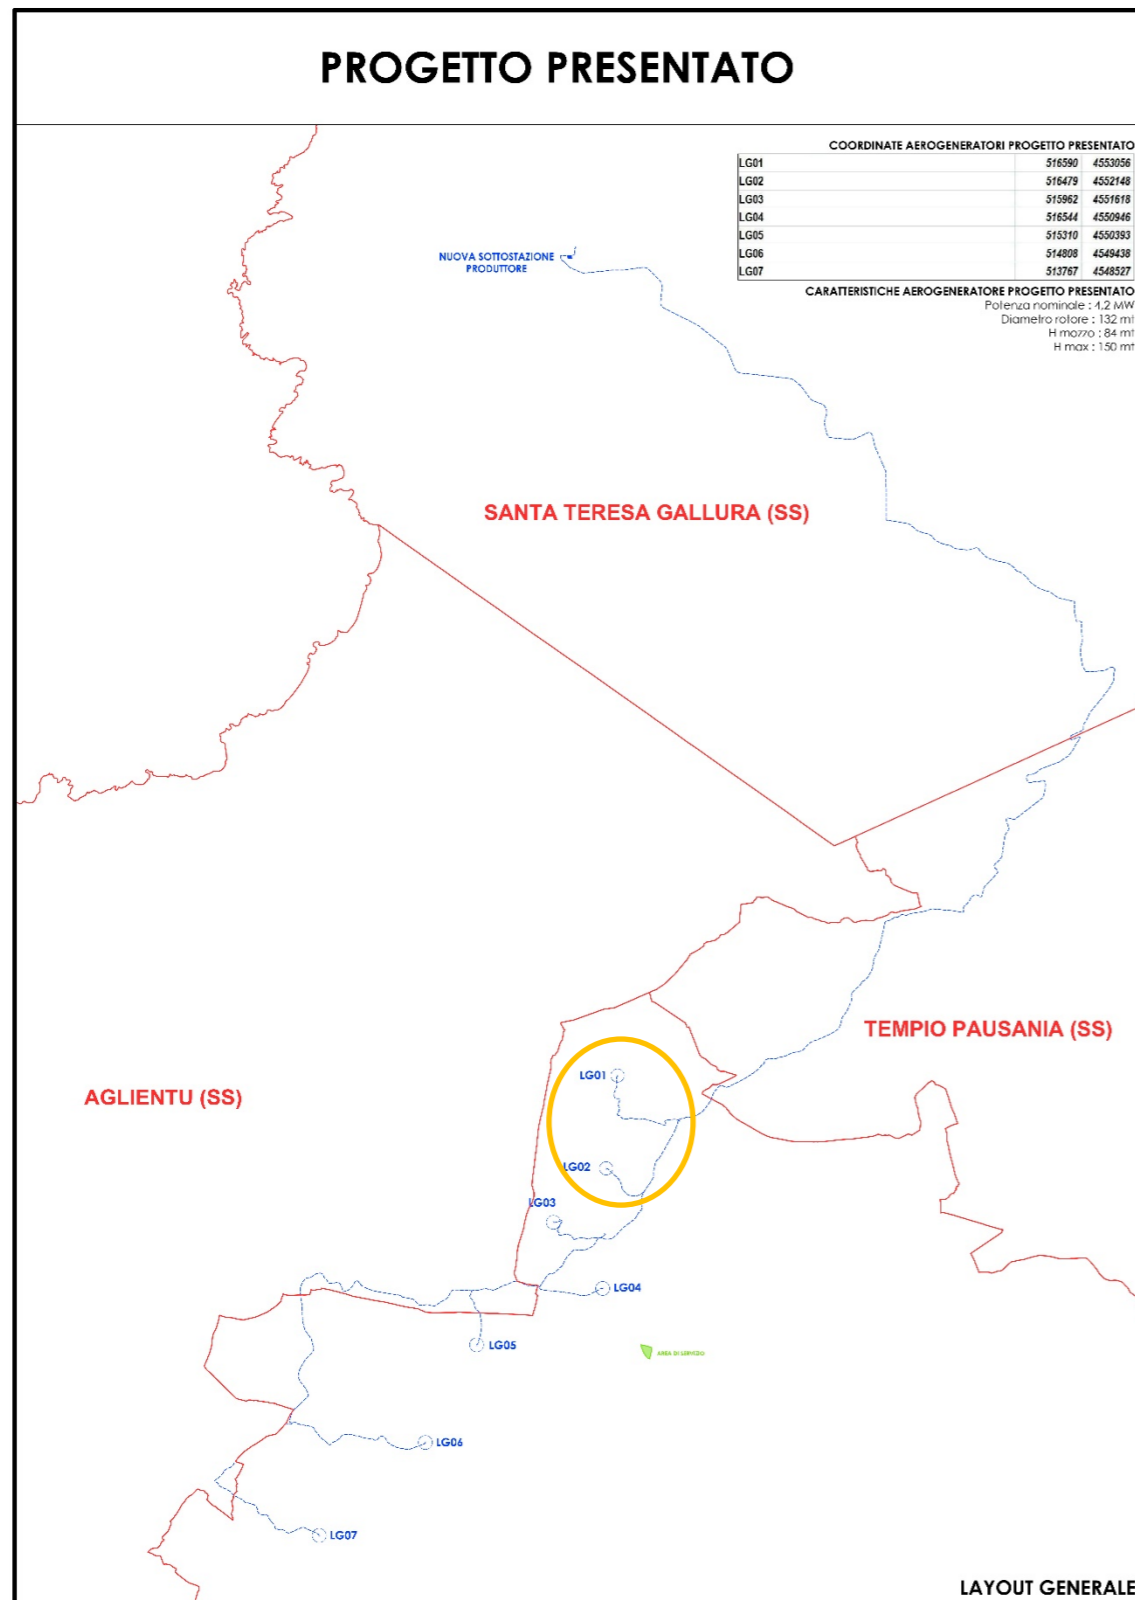 PROGETTO PRESENTATO
COORDINATE AEROGENERATORI PROGETTO PRESENTATO
LG01 516590 4553056
LG02 516479 4552148
LG03 515962 4551618
LG04 516544 4550946
LG05 515310 4550393
LG06 514808 4549438
LG07 513767 4548527
CARATTERISTICHE AEROGENERATORE PROGETTO PRESENTATO
Potenza nominale : 4,2 MW
Diametro rotore : 132 mt
H mozzo : 84 mt
H max : 150 mt
NUOVA SOTTOSTAZIONE
PRODUTTORE
SANTA TERESA GALLURA (SS)
TEMPIO PAUSANIA (SS)
AGLIENTU (SS)
LG01
LG02
LG03
LG04
LG05
AREA DI SERVIZIO
LG06
LG07
LAYOUT GENERALE